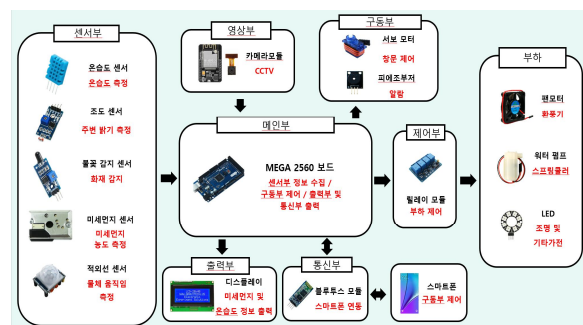 센서부
온습도 센서
온습도 측정
조도 센서
주변 밝기 측정
불꽃 감지 센서
화재 감지
미세먼지 센서
미세먼지
농도 측정
적외선 센서
물체 움직임
측정
영상부
카메라모듈
CCTV
구동부
서보 모터
창문 제어
피에조부저
알람
메인부
MEGA 2560 보드
센서부 정보 수집 /
구동부 제어 / 출력부 및
통신부 출력
제어부
릴레이 모듈
부하 제어
부하
팬모터
환풍기
워터 펌프
스프링클러
LED
조명 및
기타가전
출력부
디스플레이
미세먼지 및
온습도 정보 출력
통신부
블루투스 모듈
스마트폰 연동
스마트폰
구동부 제어